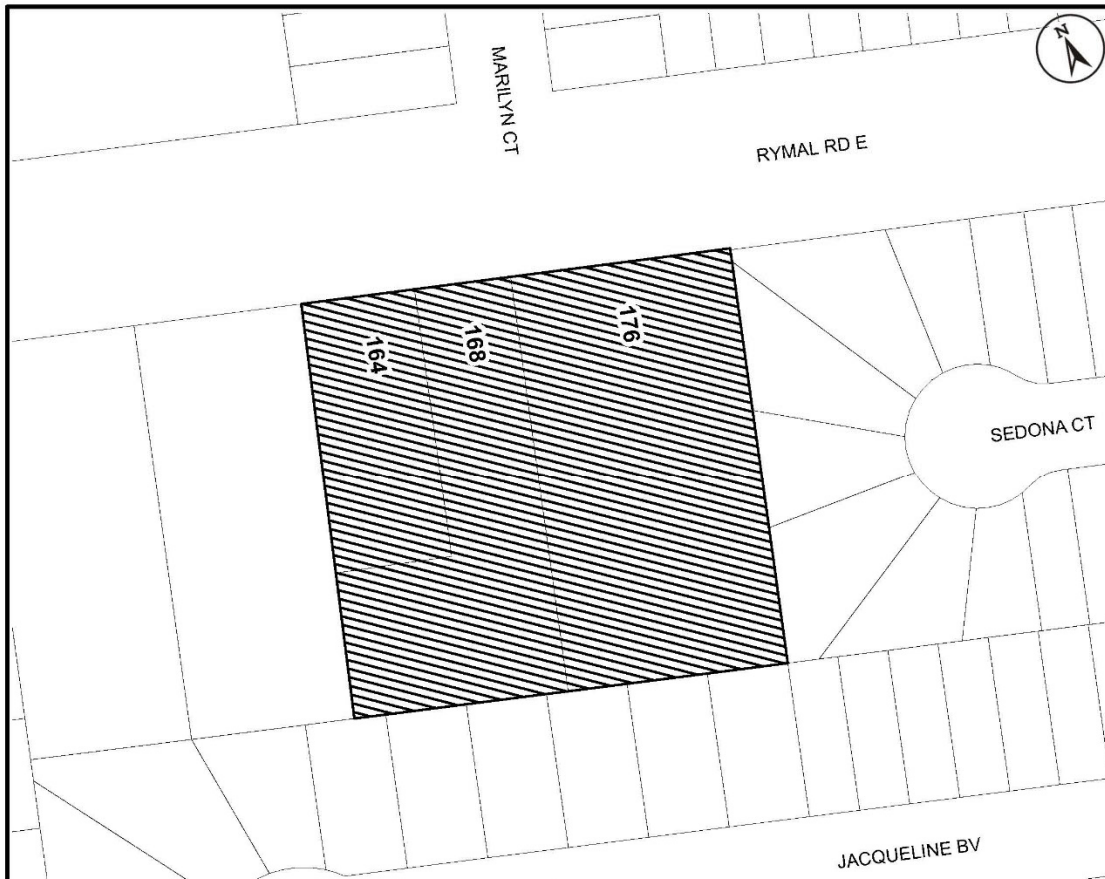 N
MARILYN CT
RYMAL RD E
164
168
176
SEDONA CT
JACQUELINE BV